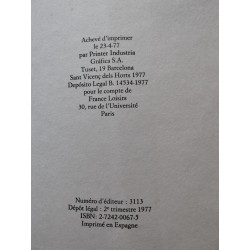 Achevé d'imprimer
le 23-4-77
par Printer Industria
Gráfica S.A.
Tuset, 19 Barcelona
Sant Vicenç dels Horts 1977
Depósito Legal B. 14534-1977
pour le compte de
France Loisirs
30, rue de l'Université
Paris
Numéro d'éditeur : 3113
Dépôt légal : 2e trimestre 1977
ISBN : 2-7242-0067-3
Imprimé en Espagne